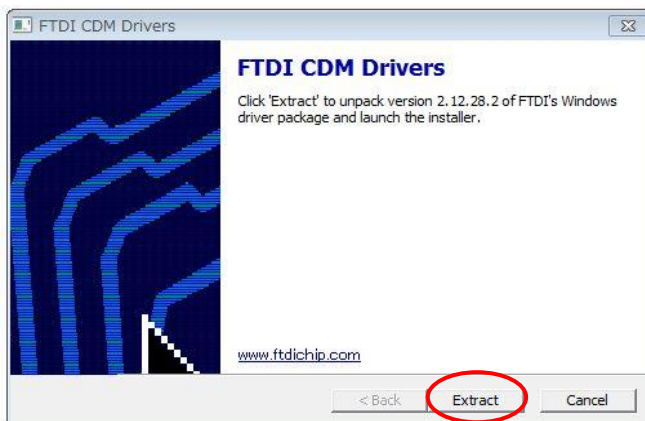 FTDI CDM Drivers
FTDI CDM Drivers
Click 'Extract' to unpack version 2.12.28.2 of FTDI's Windows
driver package and launch the installer.
www.ftdichip.com
< Back Extract Cancel